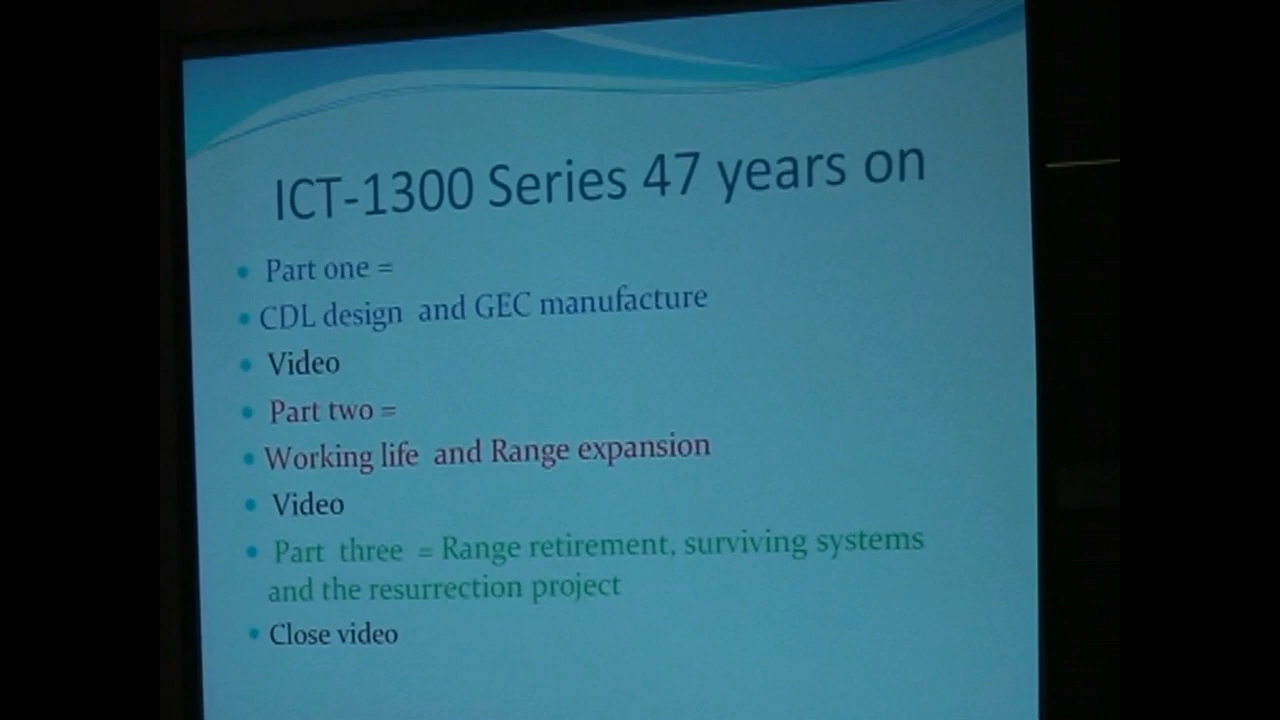 ICT-1300 Series 47 years on
• Part one =
• CDL design and GEC manufacture
• Video
• Part two =
• Working life and Range expansion
• Video
• Part three = Range retirement, surviving systems
and the resurrection project
• Close video